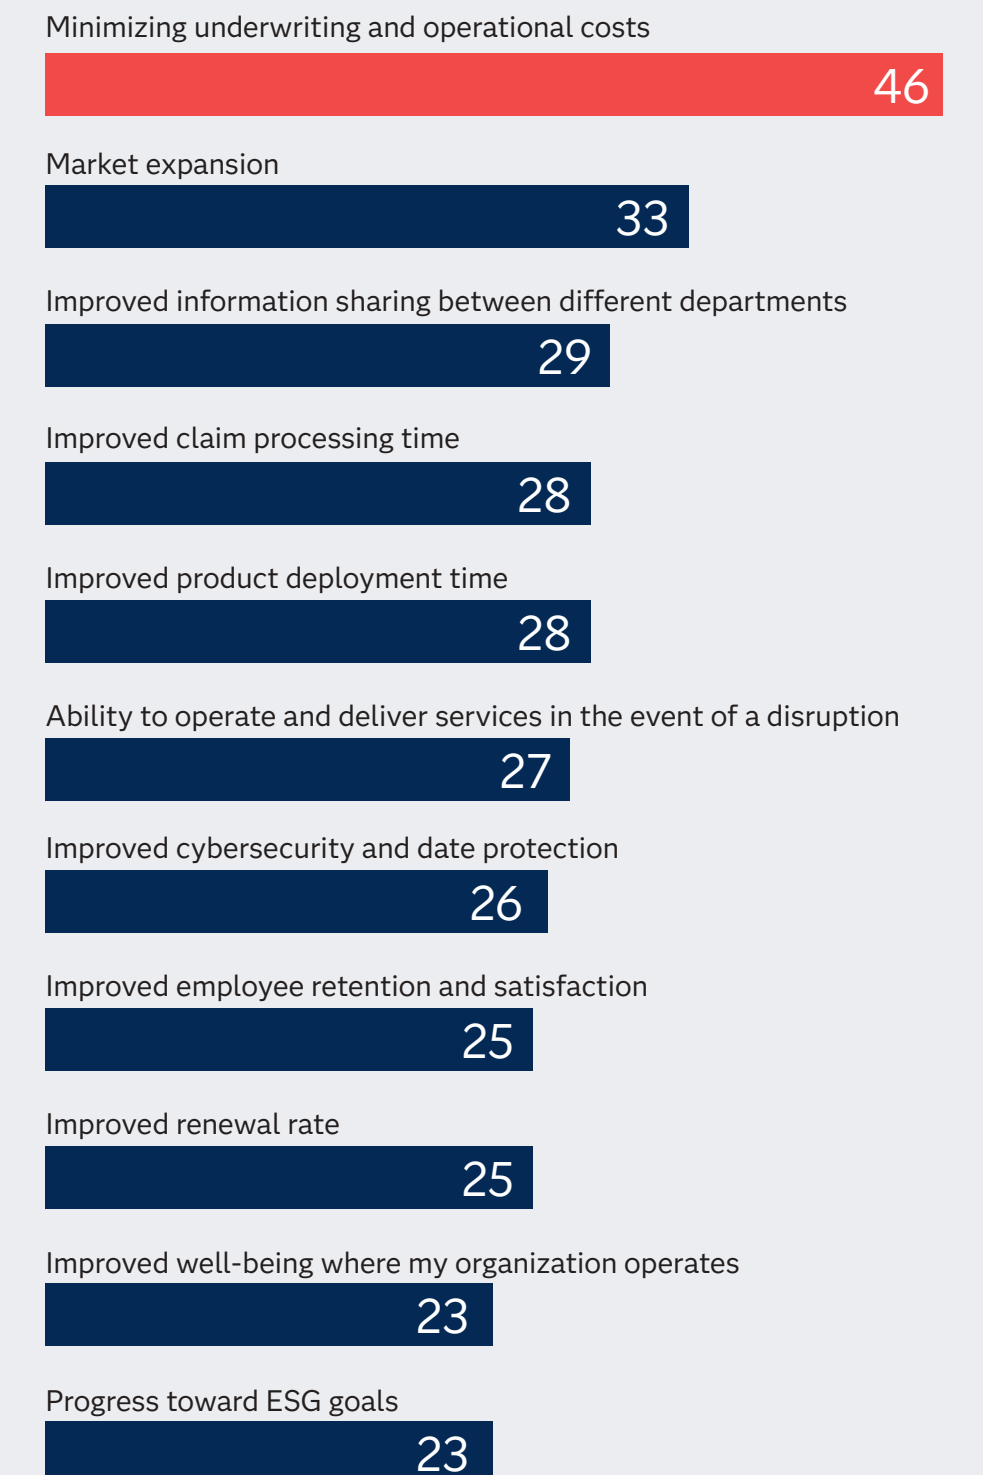 Minimizing underwriting and operational costs
46
Market expansion
33
Improved information sharing between different departments
29
Improved claim processing time
28
Improved product deployment time
28
Ability to operate and deliver services in the event of a disruption
27
Improved cybersecurity and date protection
26
Improved employee retention and satisfaction
25
Improved renewal rate
25
Improved well-being where my organization operates
23
Progress toward ESG goals
23